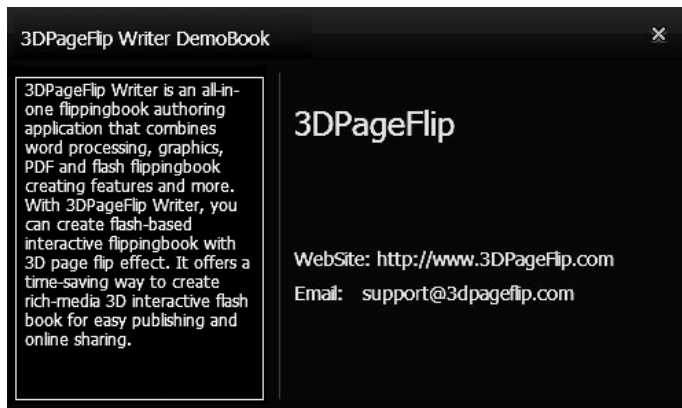 3DPageFlip Writer DemoBook
3DPageFlip Writer is an all-in-
one flippingbook authoring
application that combines
word processing, graphics,
PDF and flash flippingbook
creating features and more.
With 3DPageFlip Writer, you
can create flash-based
interactive flippingbook with
3D page flip effect. It offers a
time-saving way to create
rich-media 3D interactive flash
book for easy publishing and
online sharing.
3DPageFlip
WebSite: http://www.3DPageFlip.com
Email: support@3dpageflip.com